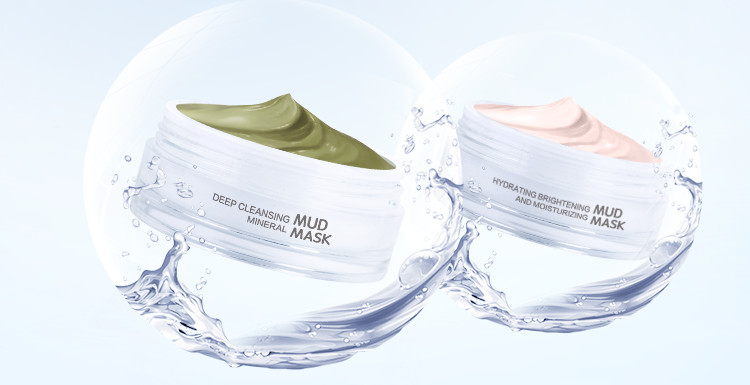 DEEP CLEANSING MUD
MINERAL MASK
HYDRATING BRIGHTENING MUD
AND MOISTURIZING MASK